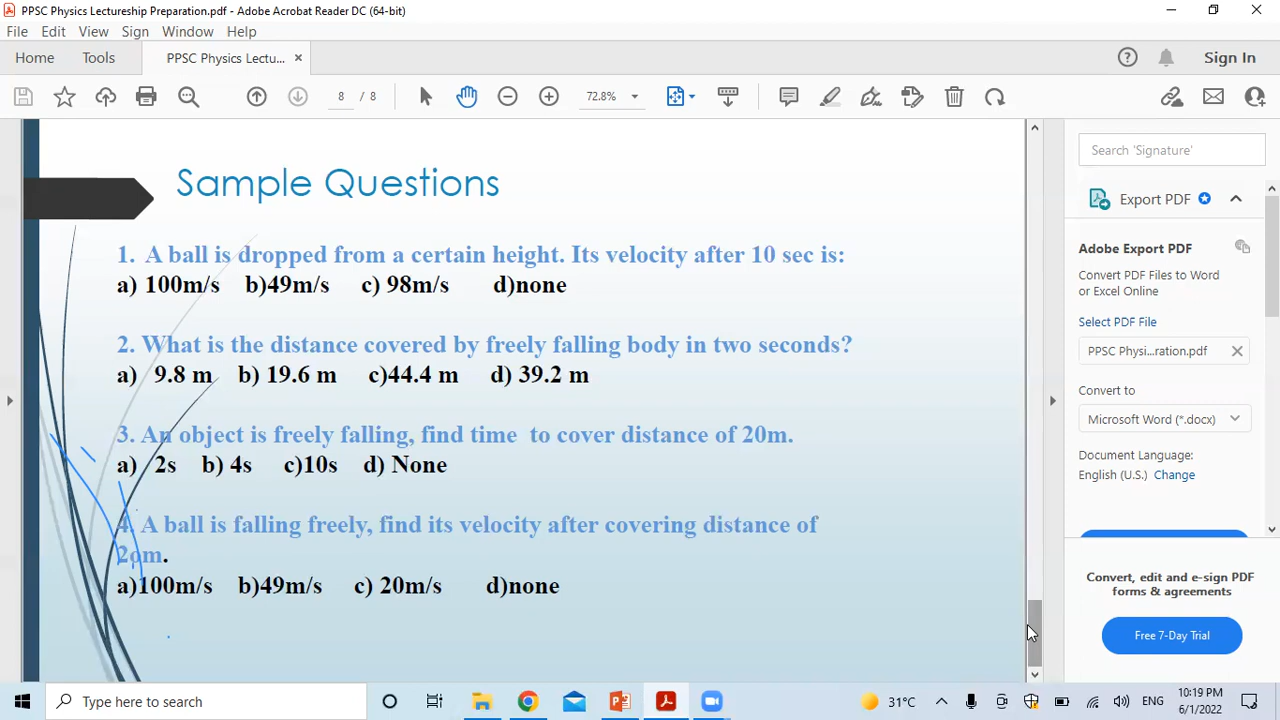 PPSC Physics Lectureship Preparation.pdf - Adobe Acrobat Reader DC (64-bit)
File Edit View Sign Window Help
Home Tools PPSC Physics Lectu... × Sign In
8 / 8 72.8%
Sample Questions
1. A ball is dropped from a certain height. Its velocity after 10 sec is:
a) 100m/s b)49m/s c) 98m/s d)none
2. What is the distance covered by freely falling body in two seconds?
a) 9.8 m b) 19.6 m c)44.4 m d) 39.2 m
3. An object is freely falling, find time to cover distance of 20m.
a) 2s b) 4s c)10s d) None
4. A ball is falling freely, find its velocity after covering distance of
2om.
a)100m/s b)49m/s c) 20m/s d)none
Search 'Signature'
Export PDF
Adobe Export PDF
Convert PDF Files to Word
or Excel Online
Select PDF File
PPSC Physi...ration.pdf
Convert to
Microsoft Word (*.docx)
Document Language:
English (U.S.) Change
Convert, edit and e-sign PDF
forms & agreements
Free 7-Day Trial
Type here to search
31°C
ENG
10:19 PM
6/1/2022